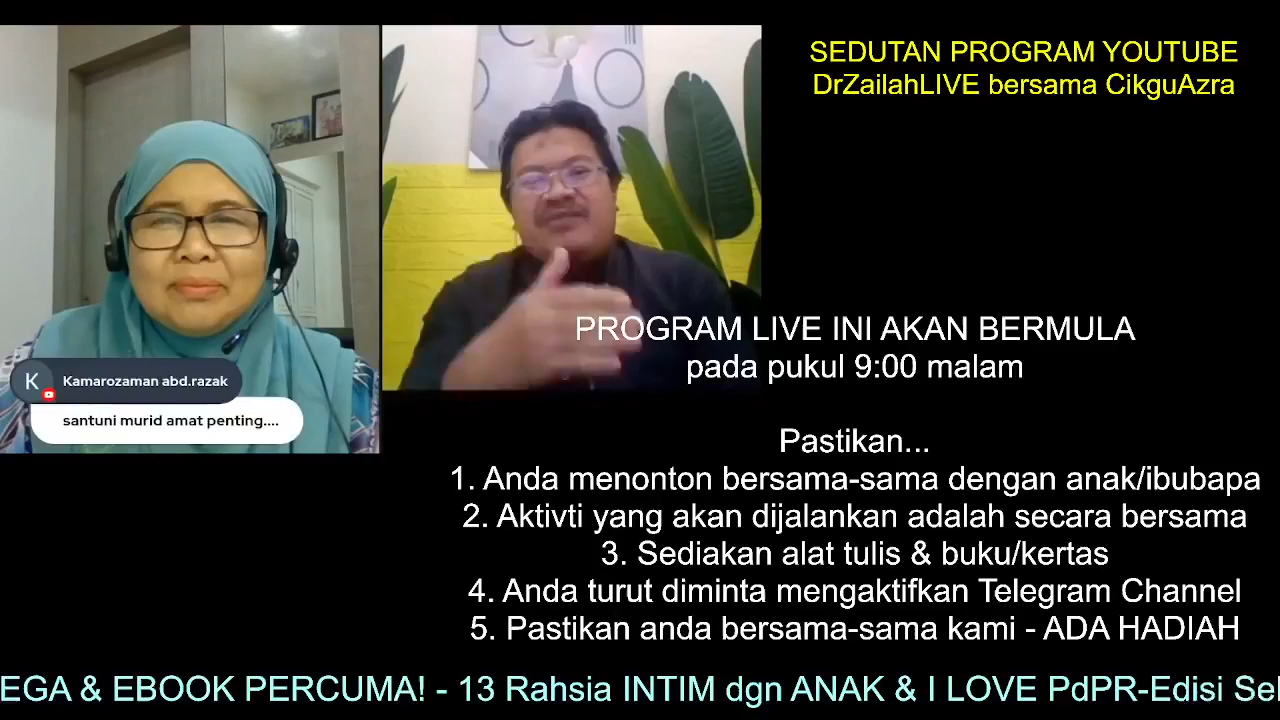 SEDUTAN PROGRAM YOUTUBE
DrZailahLIVE bersama CikguAzra
PROGRAM LIVE INI AKAN BERMULA
pada pukul 9:00 malam
K Kamarozaman abd.razak
santuni murid amat penting....
Pastikan...
1. Anda menonton bersama-sama dengan anak/ibubapa
2. Aktivti yang akan dijalankan adalah secara bersama
3. Sediakan alat tulis & buku/kertas
4. Anda turut diminta mengaktifkan Telegram Channel
5. Pastikan anda bersama-sama kami - ADA HADIAH
EGA & EBOOK PERCUMA! - 13 Rahsia INTIM dgn ANAK & I LOVE PdPR-Edisi Sel